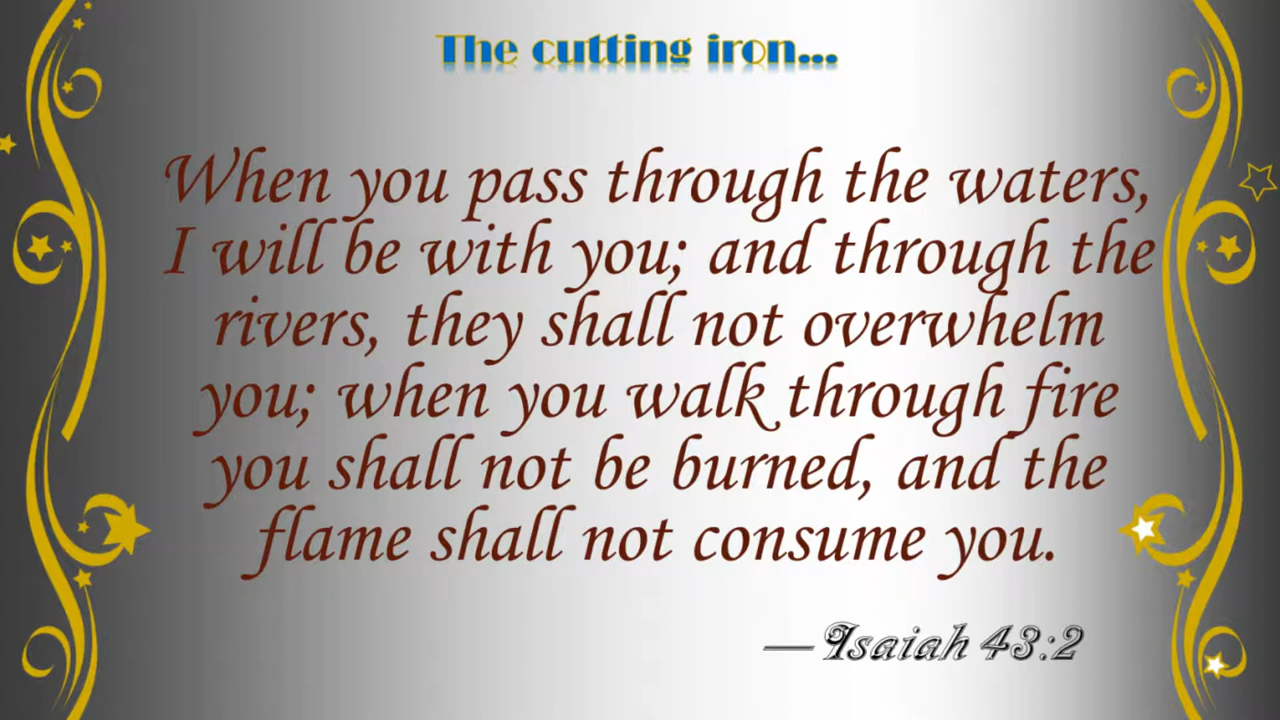 The cutting iron...
When you pass through the waters,
I will be with you; and through the
rivers, they shall not overwhelm
you; when you walk through fire
you shall not be burned, and the
flame shall not consume you.
—Isaiah 43:2